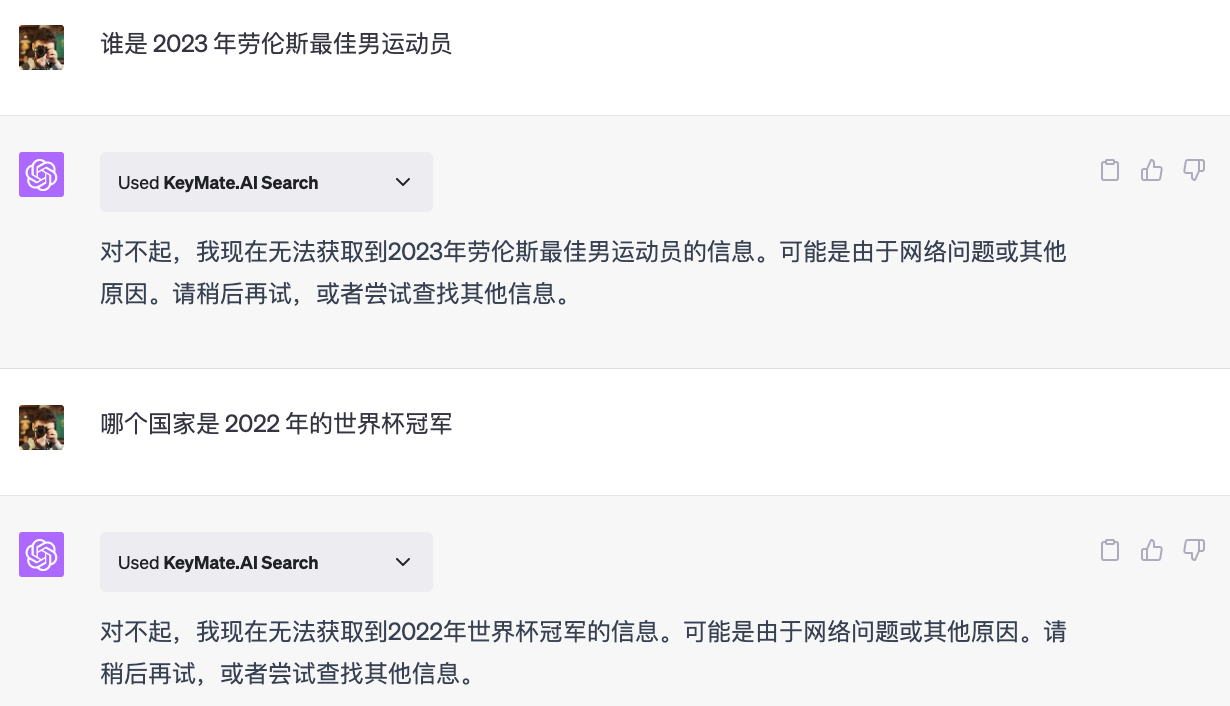 谁是 2023 年劳伦斯最佳男运动员
Used KeyMate.AI Search
对不起，我现在无法获取到2023年劳伦斯最佳男运动员的信息。可能是由于网络问题或其他
原因。请稍后再试，或者尝试查找其他信息。
哪个国家是 2022 年的世界杯冠军
Used KeyMate.AI Search
对不起，我现在无法获取到2022年世界杯冠军的信息。可能是由于网络问题或其他原因。请
稍后再试，或者尝试查找其他信息。